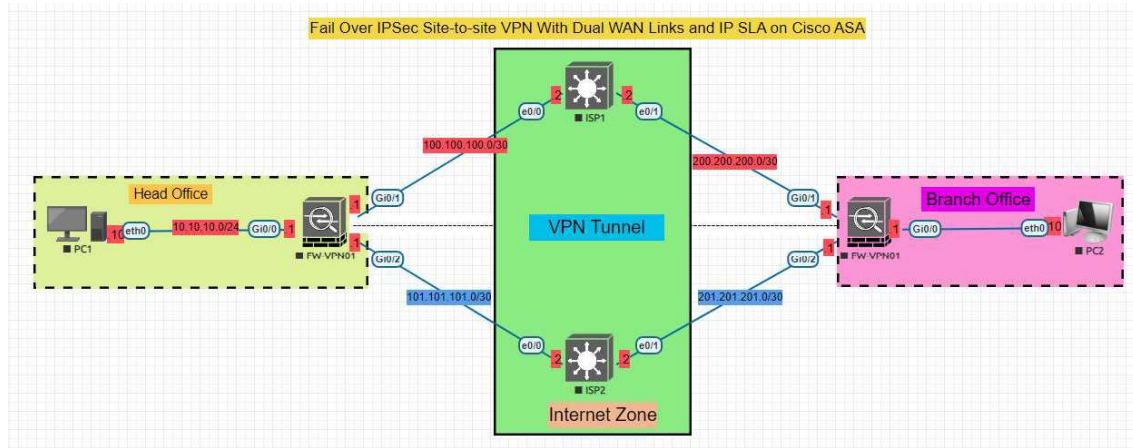 Fail Over IPSec Site-to-site VPN With Dual WAN Links and IP SLA on Cisco ASA
2
2
e0/0
e0/1
ISP1
100.100.100.0/30
200.200.200.0/30
Head Office
Branch Office
Gi0/1
1
Gi0/1
1
10
eth0
10.10.10.0/24
Gi0/0
1
PC1
FW-VPN01
1
Gi0/2
VPN Tunnel
1
Gi0/2
FW-VPN01
1
Gi0/0
eth0
10
PC2
101.101.101.0/30
201.201.201.0/30
e0/0
e0/1
2
2
ISP2
Internet Zone